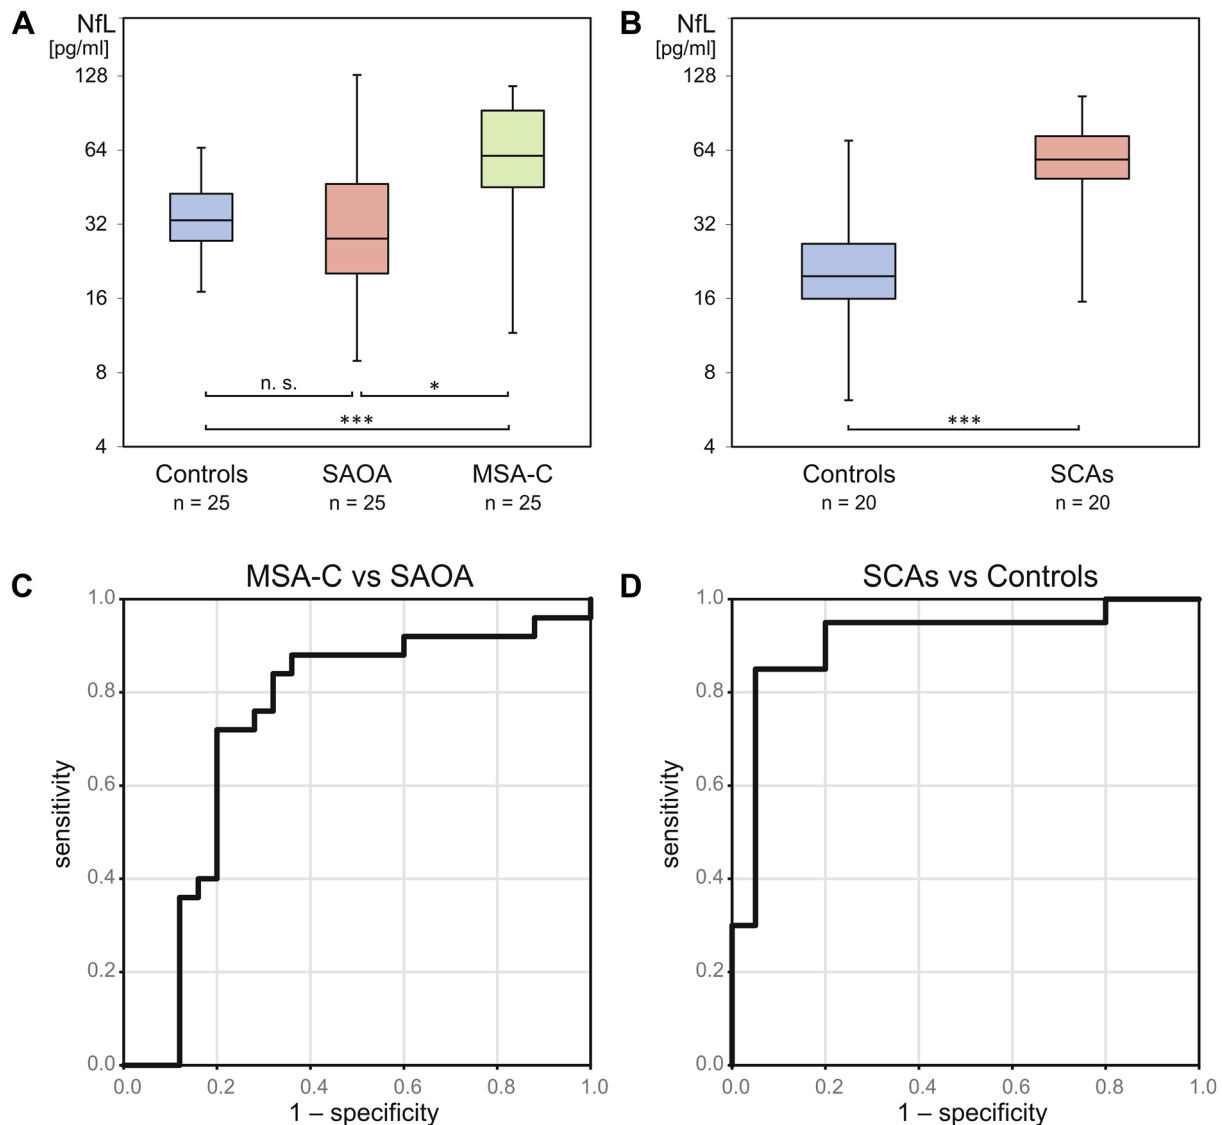 A
NfL
[pg/ml]
128
64
32
16
8
4
n. s.
*
***
Controls
SAOA
MSA-C
n = 25
n = 25
n = 25
B
NfL
[pg/ml]
128
64
32
16
8
4
***
Controls
SCAs
n = 20
n = 20
C
MSA-C vs SAOA
sensitivity
1.0
0.8
0.6
0.4
0.2
0.0
0.0
0.2
0.4
0.6
0.8
1.0
1 – specificity
D
SCAs vs Controls
sensitivity
1.0
0.8
0.6
0.4
0.2
0.0
0.0
0.2
0.4
0.6
0.8
1.0
1 – specificity